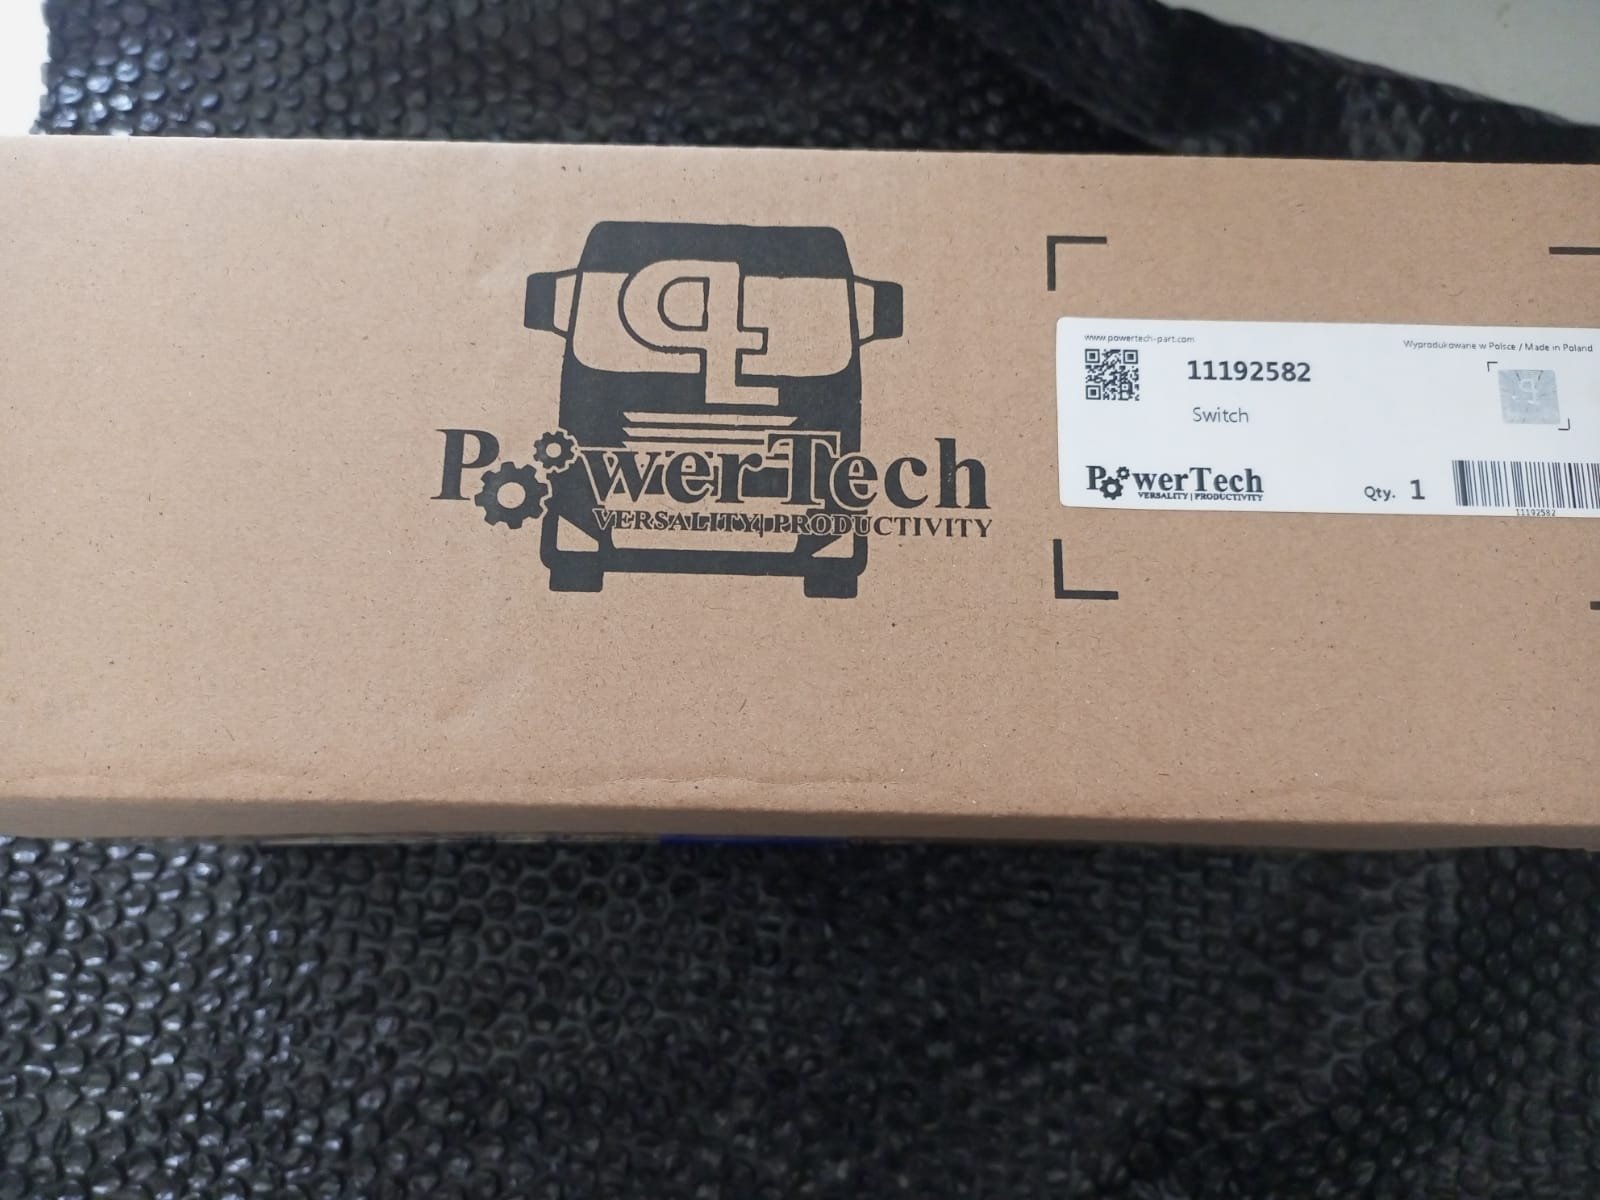 PowerTech
VERSALITY|PRODUCTIVITY
www.powertech-part.com
Wyprodukowane w Polsce / Made in Poland
11192582
Switch
PowerTech
VERSALITY|PRODUCTIVITY
Qty. 1
11192582